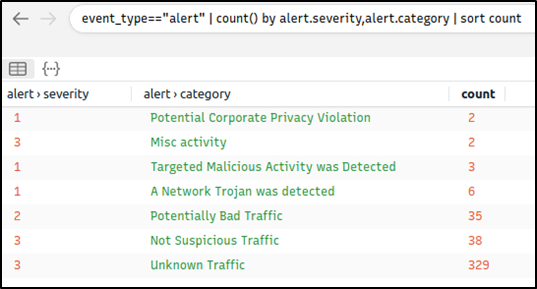 event_type=="alert" | count() by alert.severity,alert.category | sort count
{...}
alert › severity alert › category count
1 Potential Corporate Privacy Violation 2
3 Misc activity 2
1 Targeted Malicious Activity was Detected 3
1 A Network Trojan was detected 6
2 Potentially Bad Traffic 35
3 Not Suspicious Traffic 38
3 Unknown Traffic 329